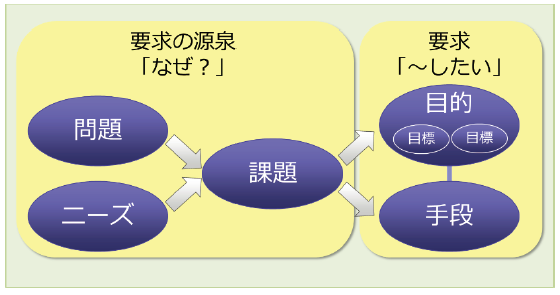 要求の源泉
「なぜ？」
問題
ニーズ
課題
要求
「～したい」
目的
目標
目標
手段